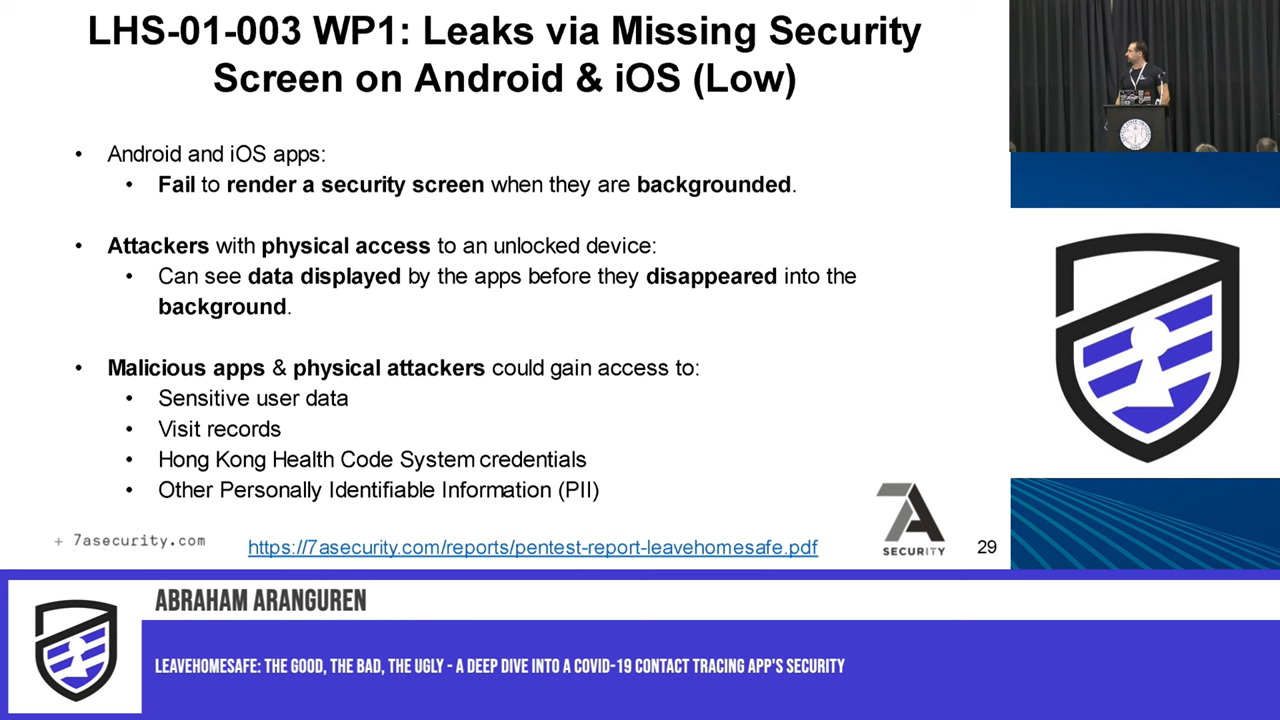 LHS-01-003 WP1: Leaks via Missing Security
Screen on Android & iOS (Low)
• Android and iOS apps:
• Fail to render a security screen when they are backgrounded.
• Attackers with physical access to an unlocked device:
• Can see data displayed by the apps before they disappeared into the
background.
• Malicious apps & physical attackers could gain access to:
• Sensitive user data
• Visit records
• Hong Kong Health Code System credentials
• Other Personally Identifiable Information (PII)
+ 7asecurity.com
https://7asecurity.com/reports/pentest-report-leavehomesafe.pdf
7A
SECURITY
29
ABRAHAM ARANGUREN
LEAVEHOMESAFE: THE GOOD, THE BAD, THE UGLY - A DEEP DIVE INTO A COVID-19 CONTACT TRACING APP'S SECURITY